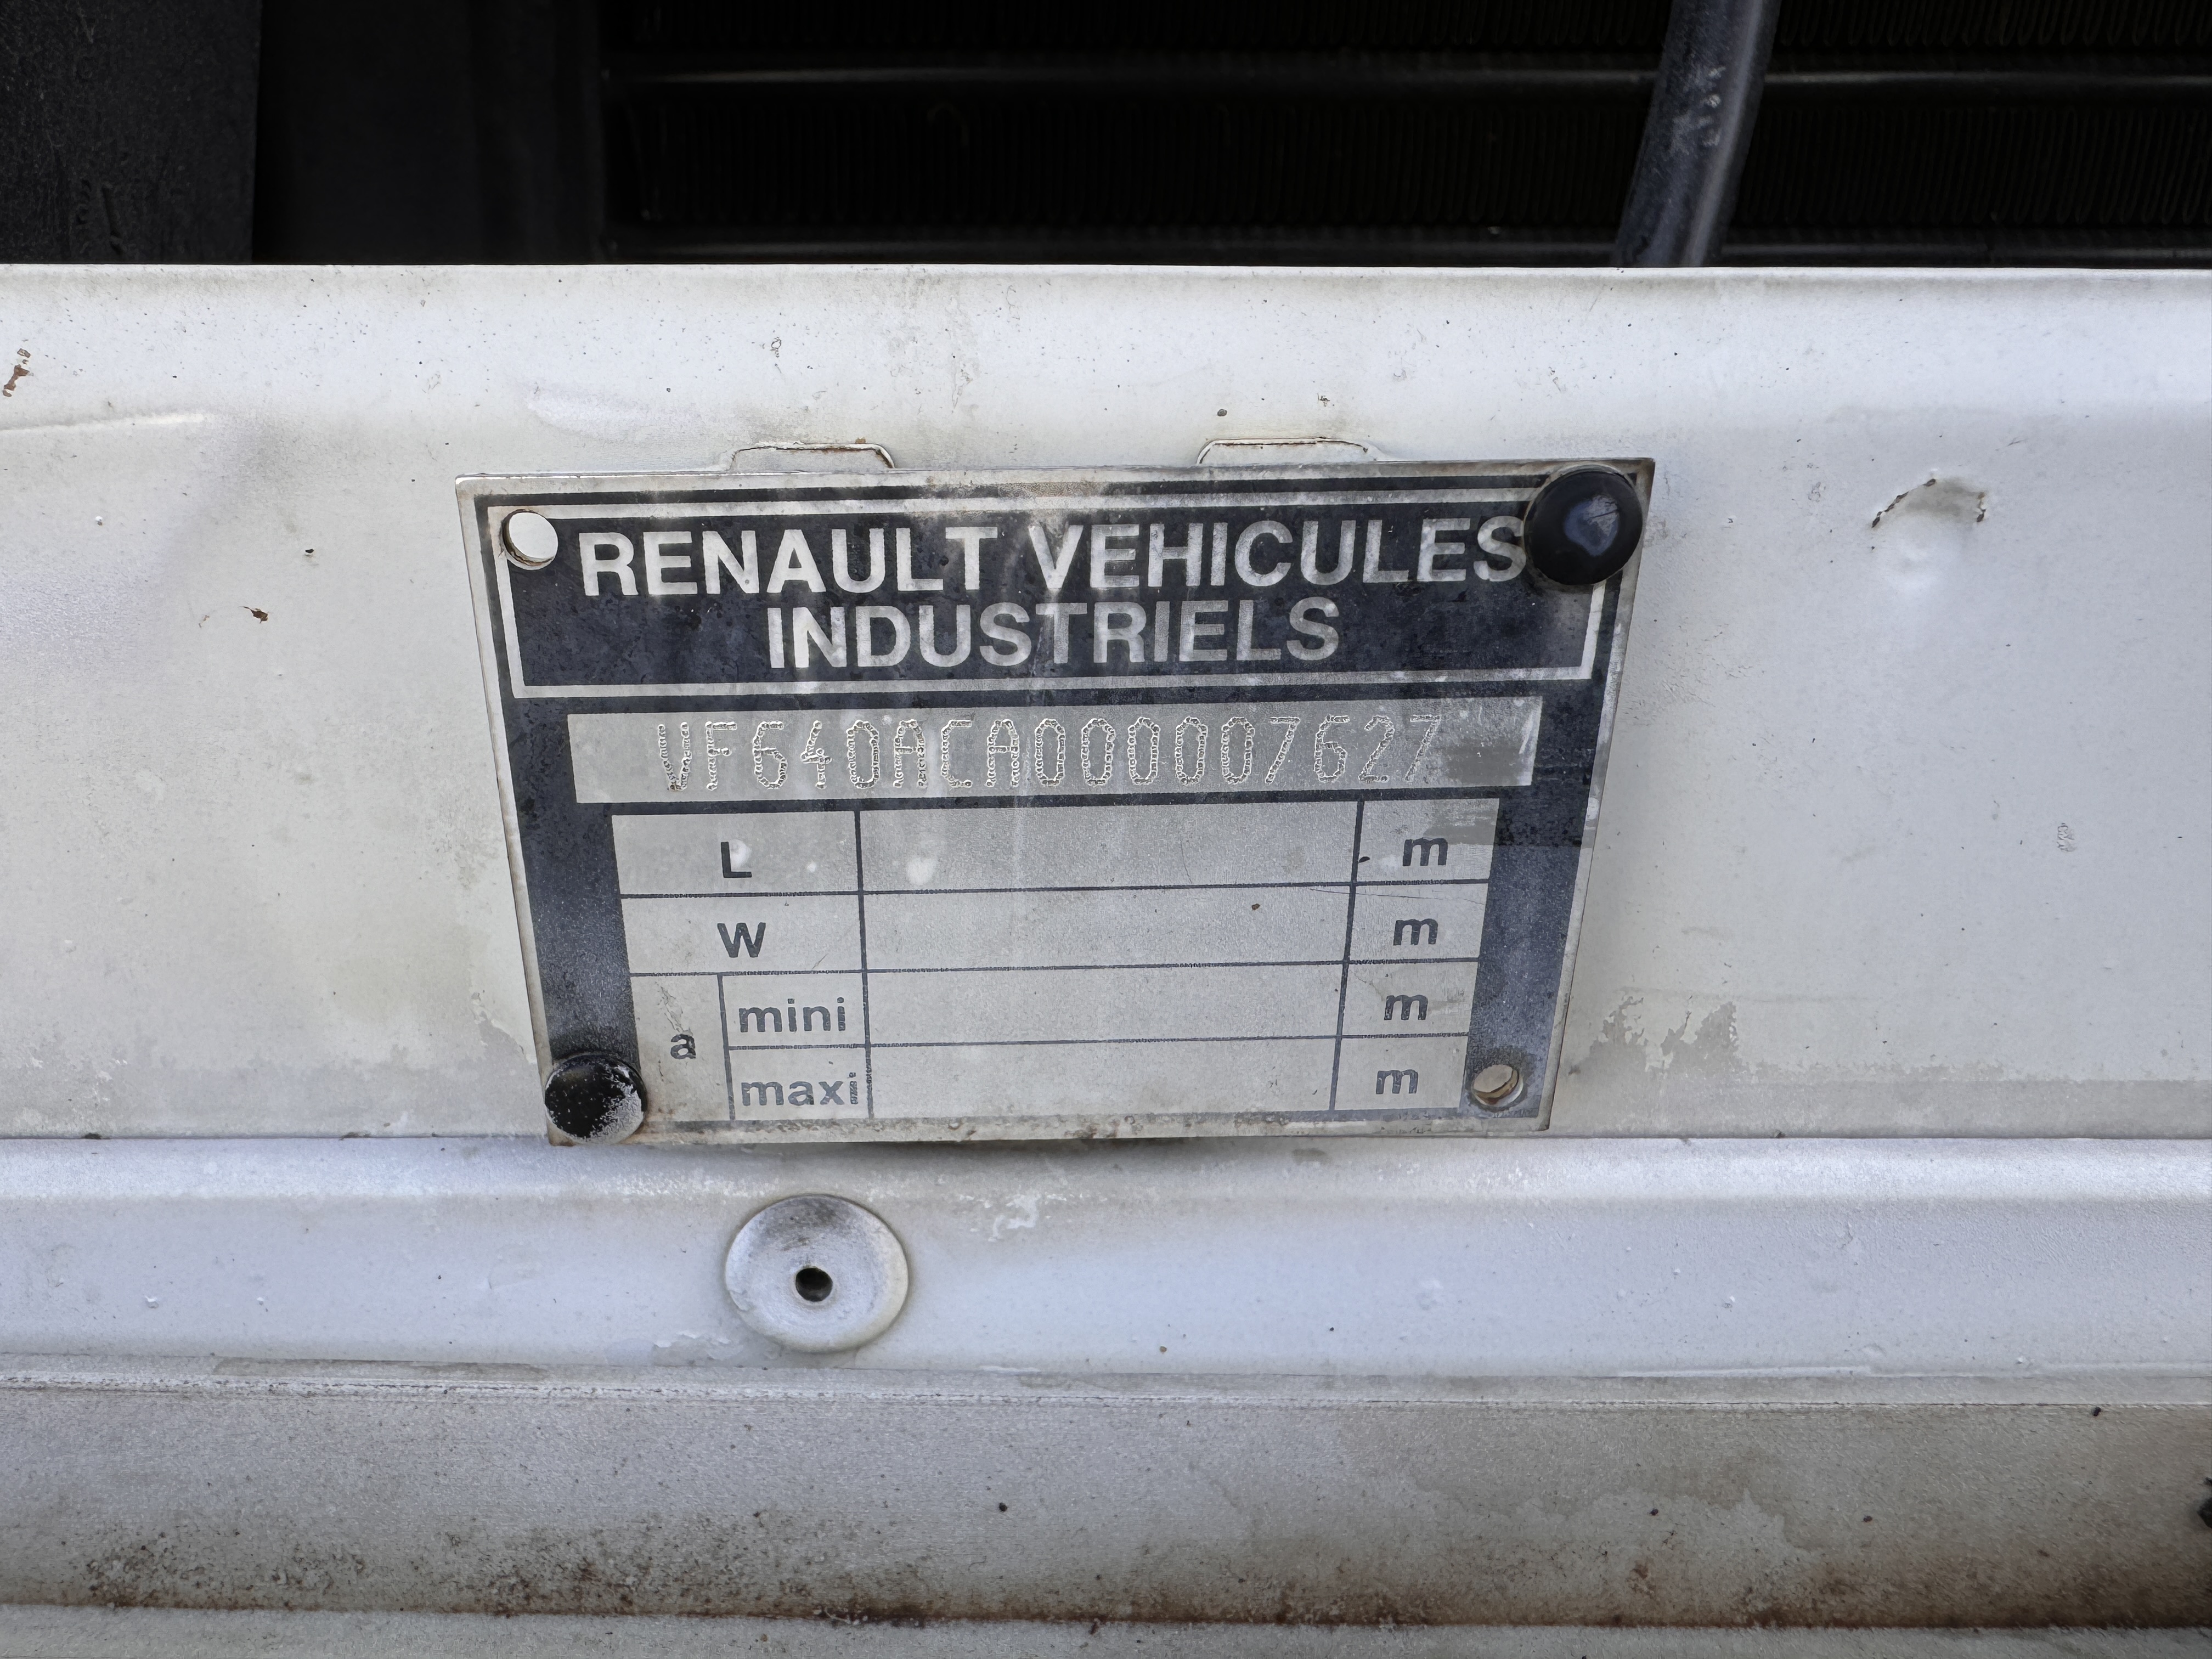 RENAULT VEHICULES
INDUSTRIELS
VF640ACA000007627
L m
W m
a mini m
maxi m